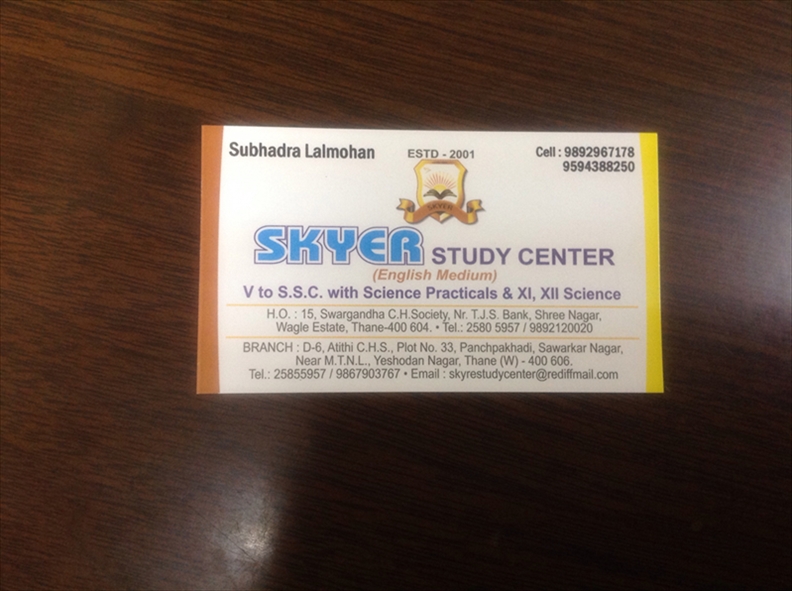 Subhadra Lalmohan
ESTD - 2001
Cell : 9892967178
9594388250
SKYER
SKYER STUDY CENTER
(English Medium)
V to S.S.C. with Science Practicals & XI, XII Science
H.O. : 15, Swargandha C.H.Society, Nr. T.J.S. Bank, Shree Nagar,
Wagle Estate, Thane-400 604. • Tel.: 2580 5957 / 9892120020
BRANCH : D-6, Atithi C.H.S., Plot No. 33, Panchpakhadi, Sawarkar Nagar,
Near M.T.N.L., Yeshodan Nagar, Thane (W) - 400 606.
Tel.: 25855957 / 9867903767 • Email : skyrestudycenter@rediffmail.com